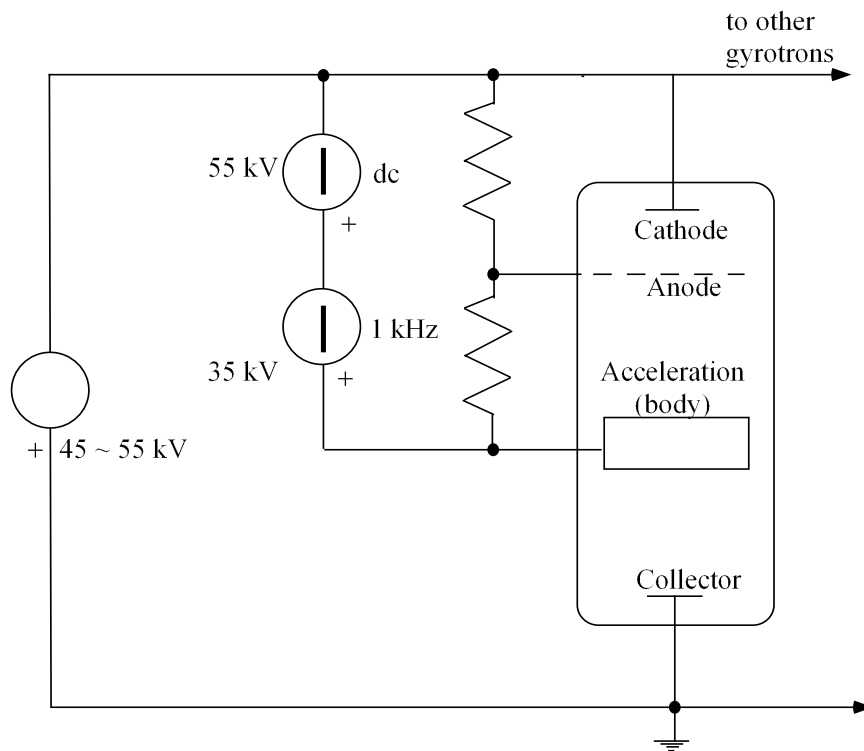 to other
gyrotrons
55 kV
dc
+
Cathode
Anode
1 kHz
35 kV
+
Acceleration
(body)
+ 45 ~ 55 kV
Collector